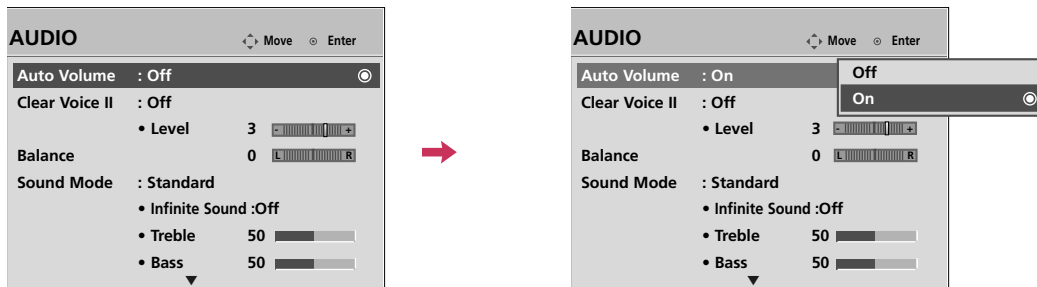 AUDIO Move Enter
Auto Volume : Off
Clear Voice II : Off
• Level 3 - +
Balance 0 L R
Sound Mode : Standard
• Infinite Sound :Off
• Treble 50
• Bass 50
AUDIO Move Enter
Auto Volume : On
Off
On
Clear Voice II : Off
• Level 3 - +
Balance 0 L R
Sound Mode : Standard
• Infinite Sound :Off
• Treble 50
• Bass 50